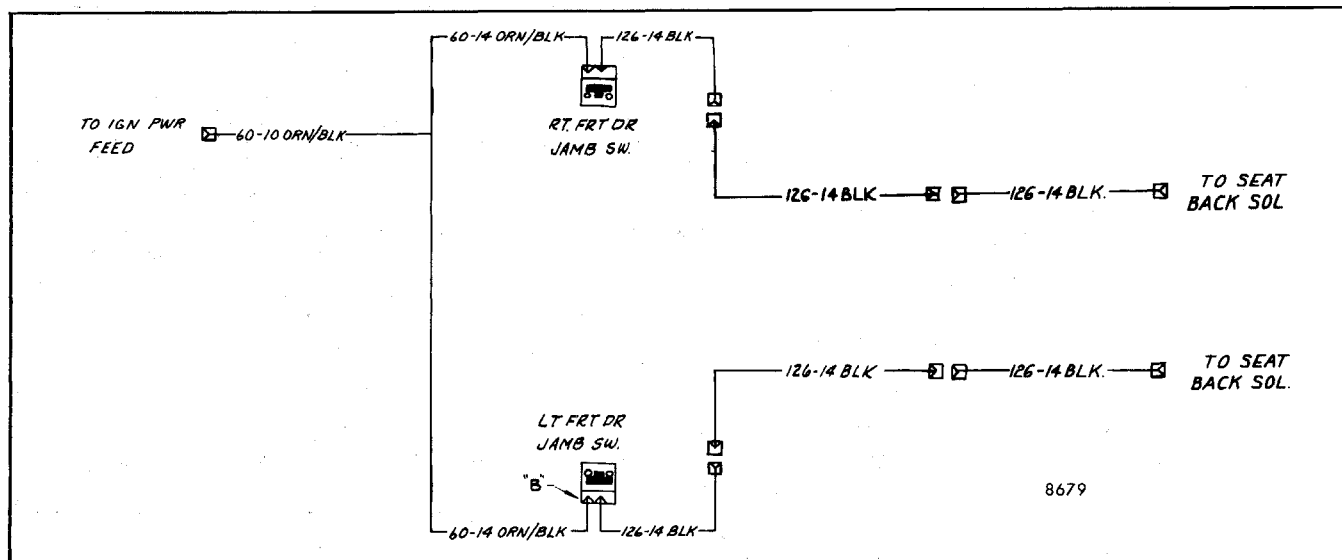 60-14 ORN/BLK
126-14 BLK
TO IGN PWR
FEED
60-10 ORN/BLK
RT. FRT DR
JAMB SW.
126-14 BLK
126-14 BLK.
TO SEAT
BACK SOL
126-14 BLK
126-14 BLK.
TO SEAT
BACK SOL.
LT FRT DR
JAMB SW.
"B"
60-14 ORN/BLK
126-14 BLK
8679